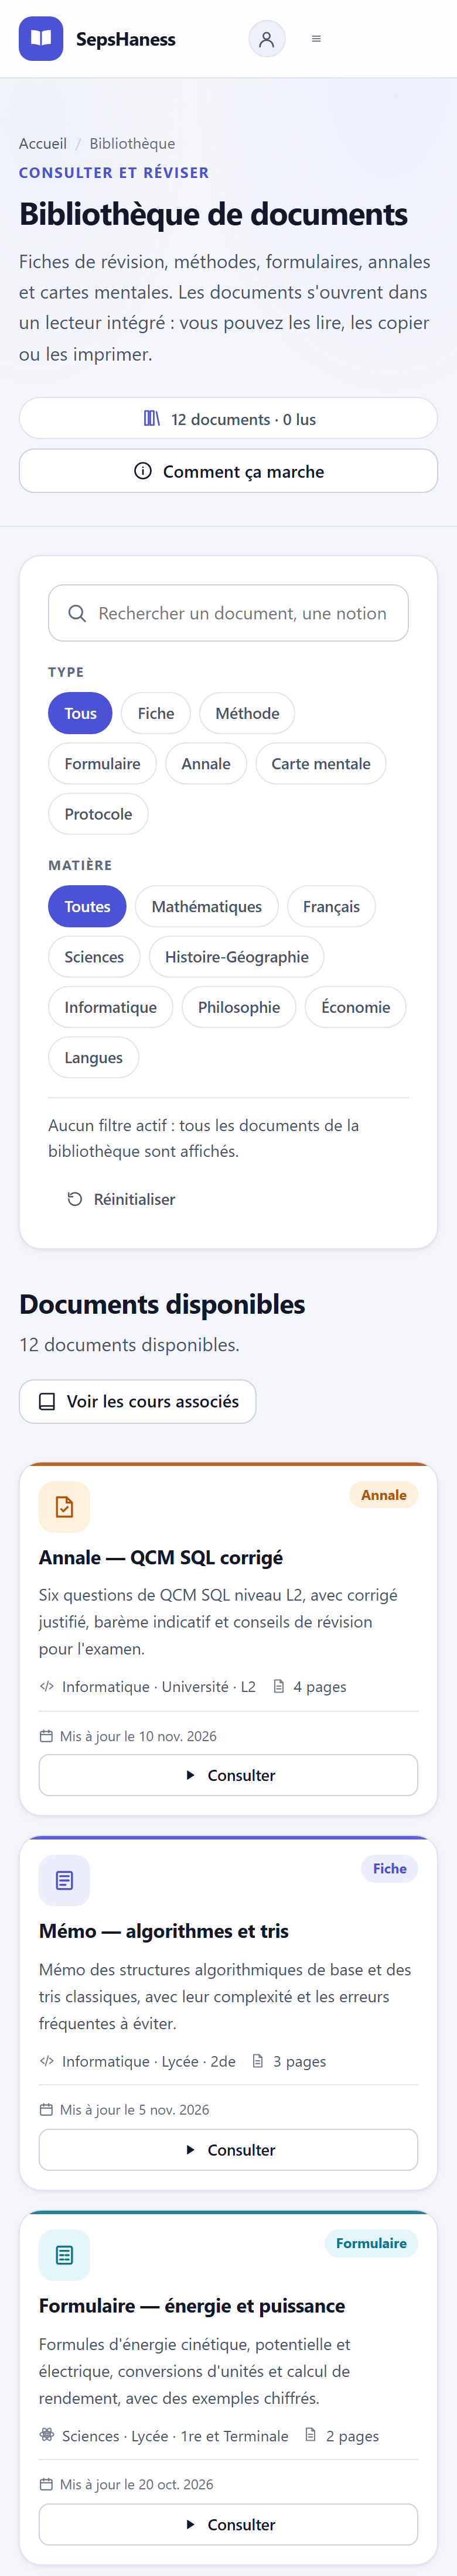 SepsHaness
Accueil / Bibliothèque
CONSULTER ET RÉVISER
Bibliothèque de documents
Fiches de révision, méthodes, formulaires, annales
et cartes mentales. Les documents s'ouvrent dans
un lecteur intégré : vous pouvez les lire, les copier
ou les imprimer.
12 documents · 0 lus
Comment ça marche
Rechercher un document, une notion
TYPE
Tous Fiche Méthode
Formulaire Annale Carte mentale
Protocole
MATIÈRE
Toutes Mathématiques Français
Sciences Histoire-Géographie
Informatique Philosophie Économie
Langues
Aucun filtre actif : tous les documents de la
bibliothèque sont affichés.
Réinitialiser
Documents disponibles
12 documents disponibles.
Voir les cours associés
Annale
Annale — QCM SQL corrigé
Six questions de QCM SQL niveau L2, avec corrigé
justifié, barème indicatif et conseils de révision
pour l'examen.
Informatique · Université · L2 4 pages
Mis à jour le 10 nov. 2026
Consulter
Fiche
Mémo — algorithmes et tris
Mémo des structures algorithmiques de base et des
tris classiques, avec leur complexité et les erreurs
fréquentes à éviter.
Informatique · Lycée · 2de 3 pages
Mis à jour le 5 nov. 2026
Consulter
Formulaire
Formulaire — énergie et puissance
Formules d'énergie cinétique, potentielle et
électrique, conversions d'unités et calcul de
rendement, avec des exemples chiffrés.
Sciences · Lycée · 1re et Terminale 2 pages
Mis à jour le 20 oct. 2026
Consulter